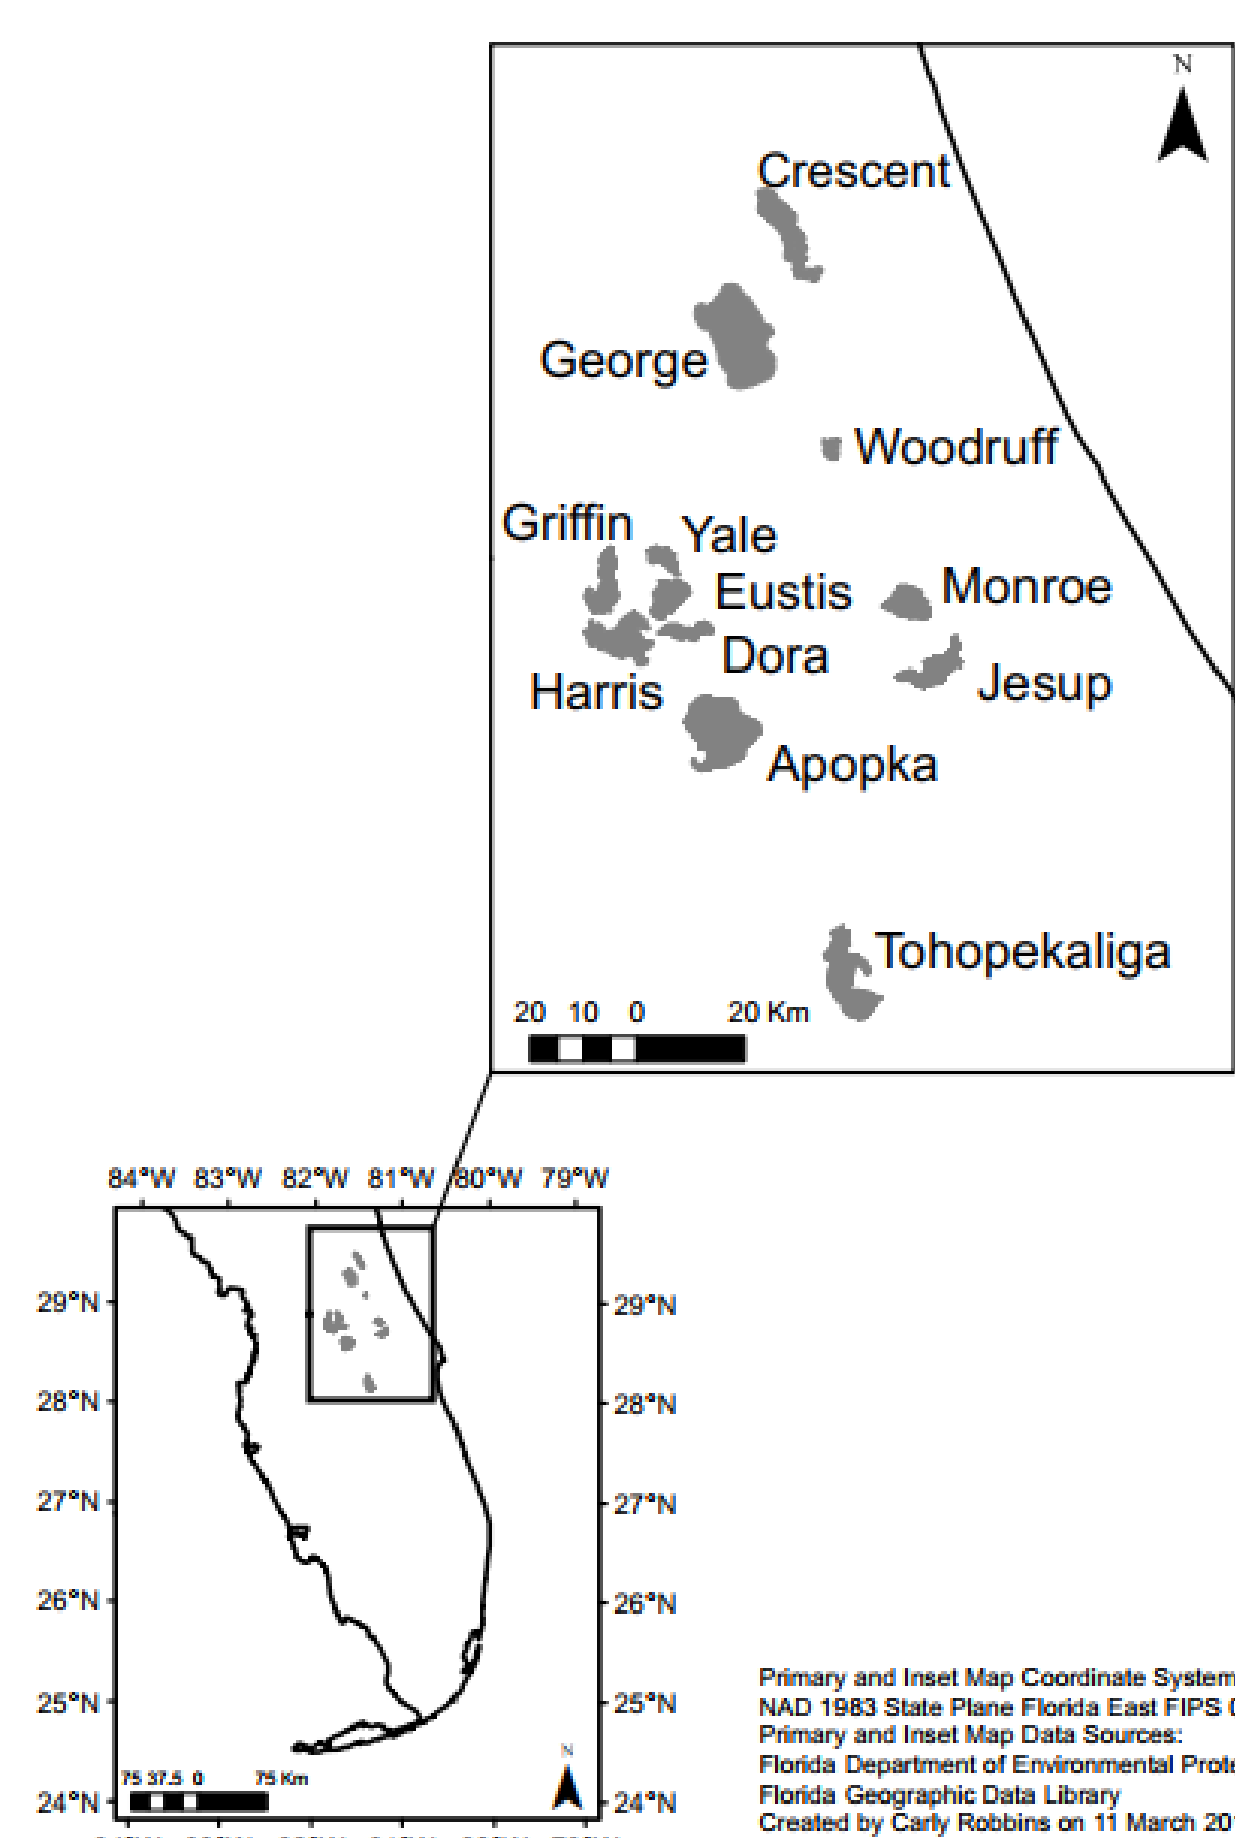 N
Crescent
George
Woodruff
Griffin
Yale
Eustis
Monroe
Dora
Harris
Jesup
Apopka
Tohopekaliga
20 10 0 20 Km
84°W 83°W 82°W 81°W 80°W 79°W
29°N 29°N
28°N 28°N
27°N 27°N
26°N 26°N
25°N 25°N
N
75 37.5 0 75 Km
24°N 24°N
Primary and Inset Map Coordinate System
NAD 1983 State Plane Florida East FIPS
Primary and Inset Map Data Sources:
Florida Department of Environmental Prote
Florida Geographic Data Library
Created by Carly Robbins on 11 March 20